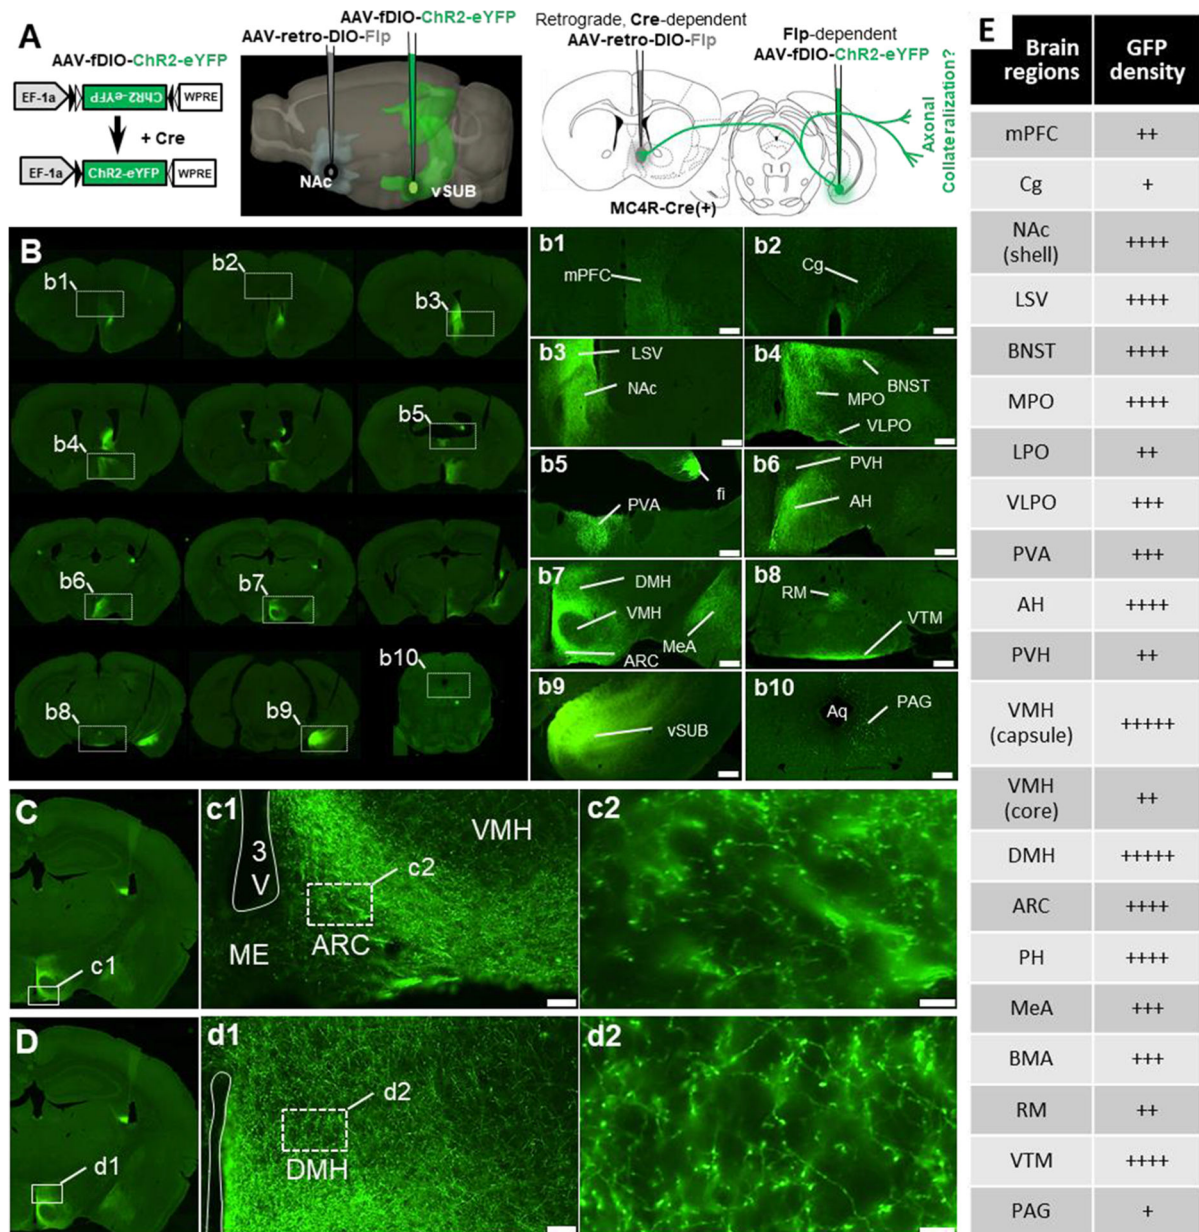 A
AAV-fDIO-ChR2-eYFP
EF-1a
ChR2-eYFP
WPRE
+ Cre
EF-1a
ChR2-eYFP
WPRE
AAV-fDIO-ChR2-eYFP
AAV-retro-DIO-Flp
NAc
vSUB
Retrograde, Cre-dependent
AAV-retro-DIO-Flp
Flp-dependent
AAV-fDIO-ChR2-eYFP
MC4R-Cre(+)
Axonal
Collateralization?
B
b1
b2
b3
b4
b5
b6
b7
b8
b9
b10
b1
mPFC
b2
Cg
b3
LSV
NAc
b4
BNST
MPO
VLPO
b5
PVA
fi
b6
PVH
AH
b7
DMH
VMH
MeA
ARC
b8
RM
VTM
b9
vSUB
b10
Aq
PAG
C
c1
c1
3
V
VMH
c2
ARC
ME
c2
D
d1
d1
d2
DMH
d2
E
Brain regions GFP density
mPFC ++
Cg +
NAc (shell) ++++
LSV ++++
BNST ++++
MPO ++++
LPO ++
VLPO +++
PVA +++
AH ++++
PVH ++
VMH (capsule) +++++
VMH (core) ++
DMH +++++
ARC ++++
PH ++++
MeA +++
BMA +++
RM ++
VTM ++++
PAG +